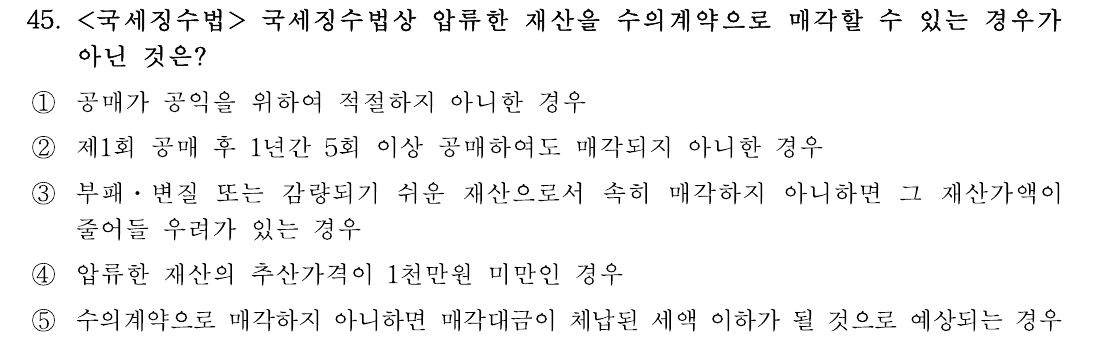 45. <국세징수법> 국세징수법상 압류한 재산을 수의계약으로 매각할 수 있는 경우가
아닌 것은?
① 공매가 공익을 위하여 적절하지 아니한 경우
② 제1회 공매 후 1년간 5회 이상 공매하여도 매각되지 아니한 경우
③ 부패·변질 또는 감량되기 쉬운 재산으로서 속히 매각하지 아니하면 그 재산가액이
줄어들 우려가 있는 경우
④ 압류한 재산의 추산가격이 1천만원 미만인 경우
⑤ 수의계약으로 매각하지 아니하면 매각대금이 체납된 세액 이하가 될 것으로 예상되는 경우